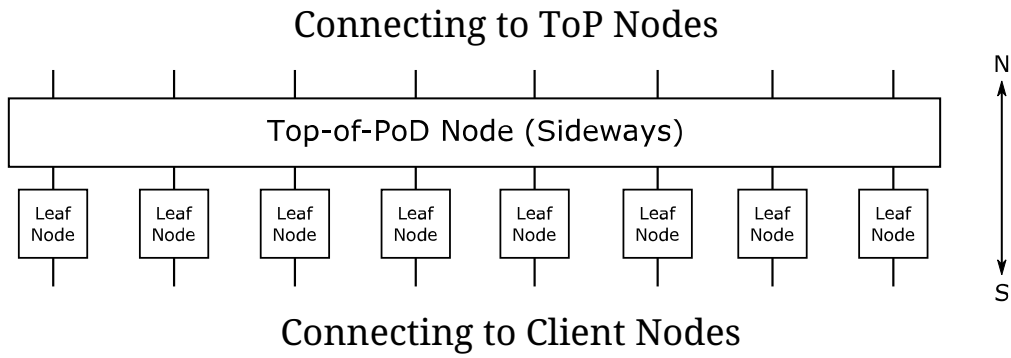 Connecting to ToP Nodes
N
Top-of-PoD Node (Sideways)
Leaf Node
Leaf Node
Leaf Node
Leaf Node
Leaf Node
Leaf Node
Leaf Node
Leaf Node
S
Connecting to Client Nodes